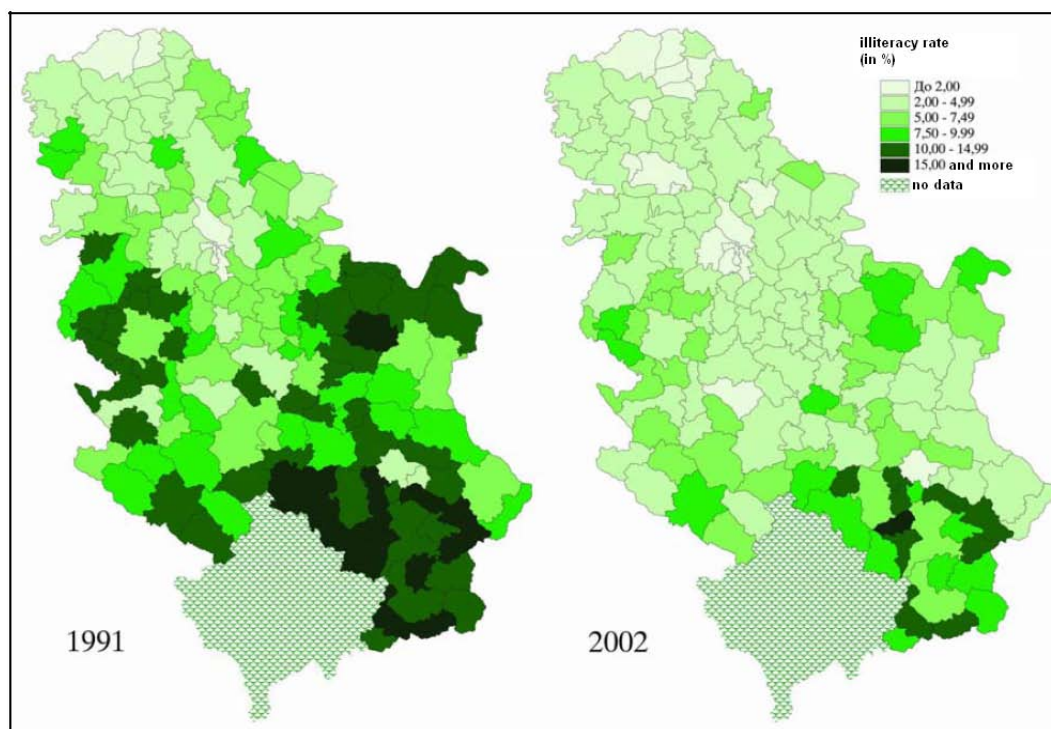 illiteracy rate
(in %)
До 2,00
2,00 - 4,99
5,00 - 7,49
7,50 - 9,99
10,00 - 14,99
15,00 and more
no data
1991
2002